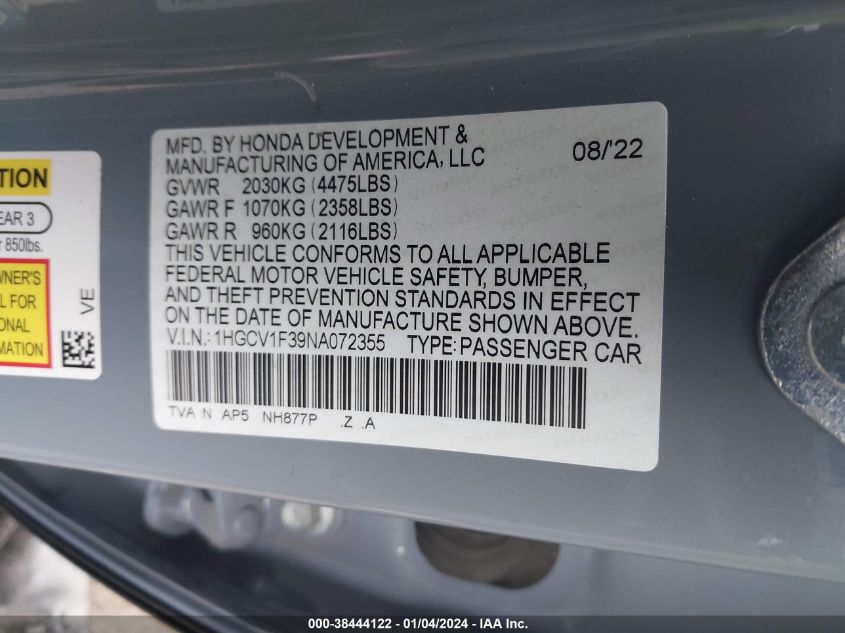 TION
EAR 3
850lbs.
WNER'S
L FOR
ONAL
MATION
VE
MFD. BY HONDA DEVELOPMENT &
MANUFACTURING OF AMERICA, LLC 08/'22
GVWR 2030KG (4475LBS)
GAWR F 1070KG (2358LBS)
GAWR R 960KG (2116LBS)
THIS VEHICLE CONFORMS TO ALL APPLICABLE
FEDERAL MOTOR VEHICLE SAFETY, BUMPER,
AND THEFT PREVENTION STANDARDS IN EFFECT
ON THE DATE OF MANUFACTURE SHOWN ABOVE.
V.I.N.: 1HGCV1F39NA072355 TYPE: PASSENGER CAR
TVA N AP5 NH877P .Z .A
000-38444122 - 01/04/2024 - IAA Inc.